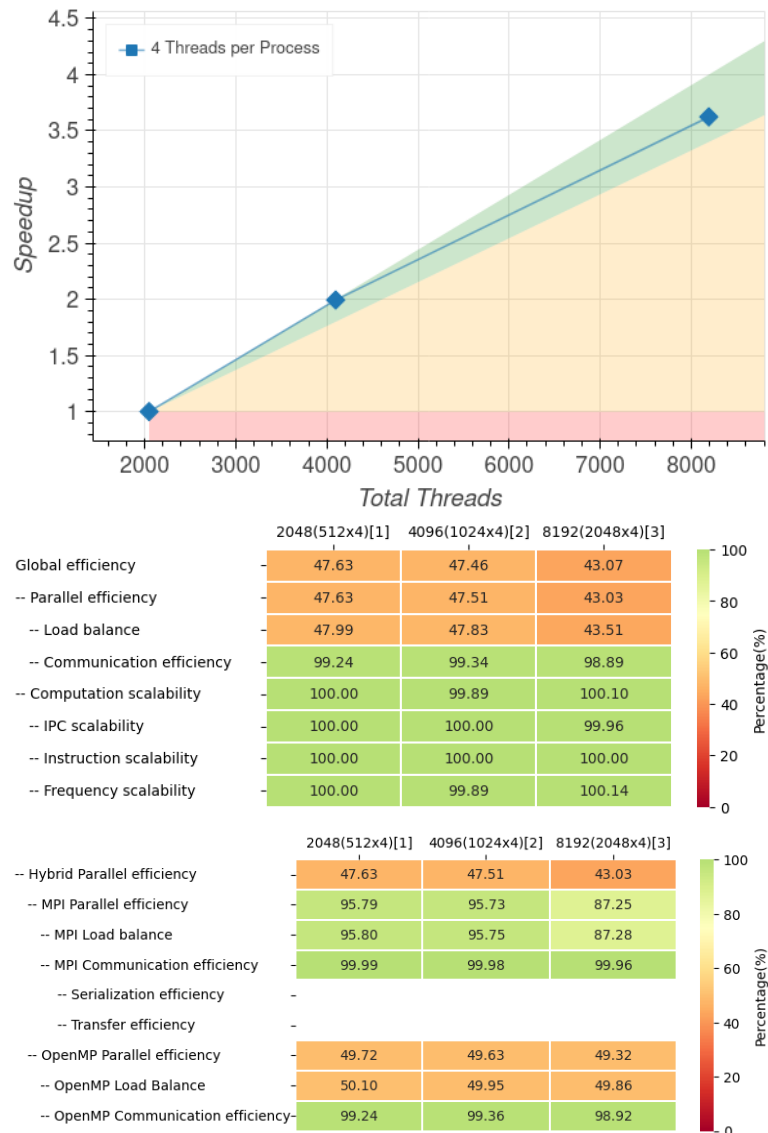 4.5
4 Threads per Process
4
3.5
3
2.5
2
1.5
1
Speedup
2000 3000 4000 5000 6000 7000 8000
Total Threads
2048(512x4)[1] 4096(1024x4)[2] 8192(2048x4)[3]
Global efficiency 47.63 47.46 43.07
-- Parallel efficiency 47.63 47.51 43.03
-- Load balance 47.99 47.83 43.51
-- Communication efficiency 99.24 99.34 98.89
-- Computation scalability 100.00 99.89 100.10
-- IPC scalability 100.00 100.00 99.96
-- Instruction scalability 100.00 100.00 100.00
-- Frequency scalability 100.00 99.89 100.14
100
80
60
40
20
0
Percentage(%)
2048(512x4)[1] 4096(1024x4)[2] 8192(2048x4)[3]
-- Hybrid Parallel efficiency 47.63 47.51 43.03
-- MPI Parallel efficiency 95.79 95.73 87.25
-- MPI Load balance 95.80 95.75 87.28
-- MPI Communication efficiency 99.99 99.98 99.96
-- Serialization efficiency
-- Transfer efficiency
-- OpenMP Parallel efficiency 49.72 49.63 49.32
-- OpenMP Load Balance 50.10 49.95 49.86
-- OpenMP Communication efficiency 99.24 99.36 98.92
100
80
60
40
20
0
Percentage(%)